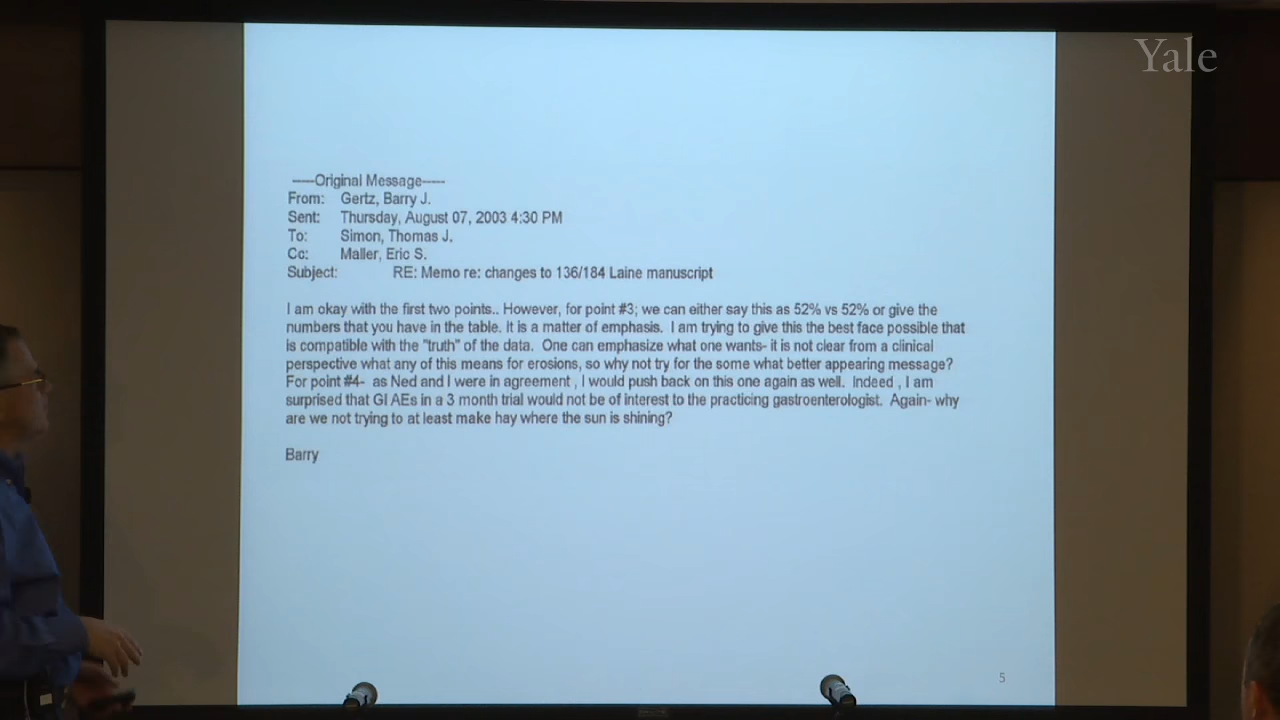 Yale
-----Original Message-----
From: Gertz, Barry J.
Sent: Thursday, August 07, 2003 4:30 PM
To: Simon, Thomas J.
Cc: Maller, Eric S.
Subject: RE: Memo re: changes to 136/184 Laine manuscript
I am okay with the first two points.. However, for point #3; we can either say this as 52% vs 52% or give the
numbers that you have in the table. It is a matter of emphasis. I am trying to give this the best face possible that
is compatible with the "truth" of the data. One can emphasize what one wants- it is not clear from a clinical
perspective what any of this means for erosions, so why not try for the some what better appearing message?
For point #4- as Ned and I were in agreement , I would push back on this one again as well. Indeed , I am
surprised that GI AEs in a 3 month trial would not be of interest to the practicing gastroenterologist. Again- why
are we not trying to at least make hay where the sun is shining?
Barry
5